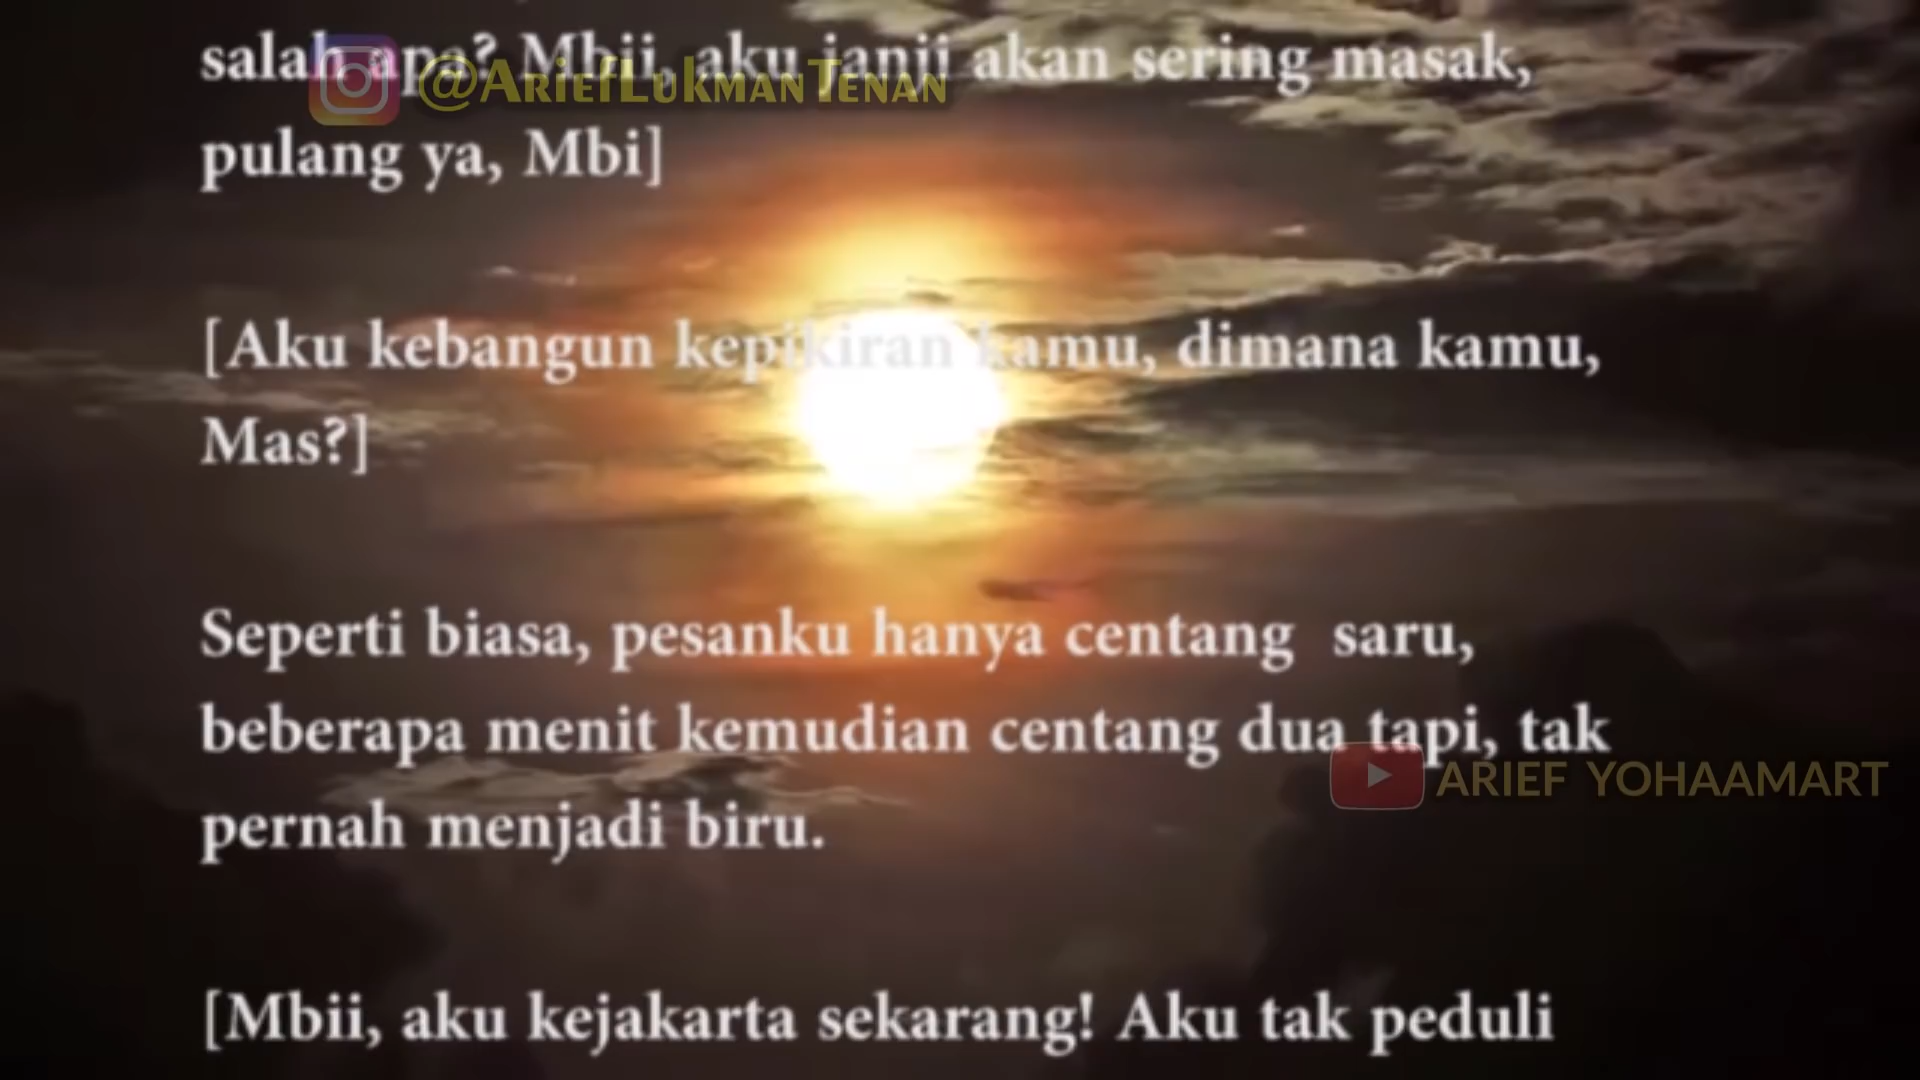 salah apa? Mbii, aku janji akan sering masak,
@AriefLukmanTenan
pulang ya, Mbi]
[Aku kebangun kepikiran kamu, dimana kamu,
Mas?]
Seperti biasa, pesanku hanya centang saru,
beberapa menit kemudian centang dua tapi, tak
ARIEF YOHAAMART
pernah menjadi biru.
[Mbii, aku kejakarta sekarang! Aku tak peduli